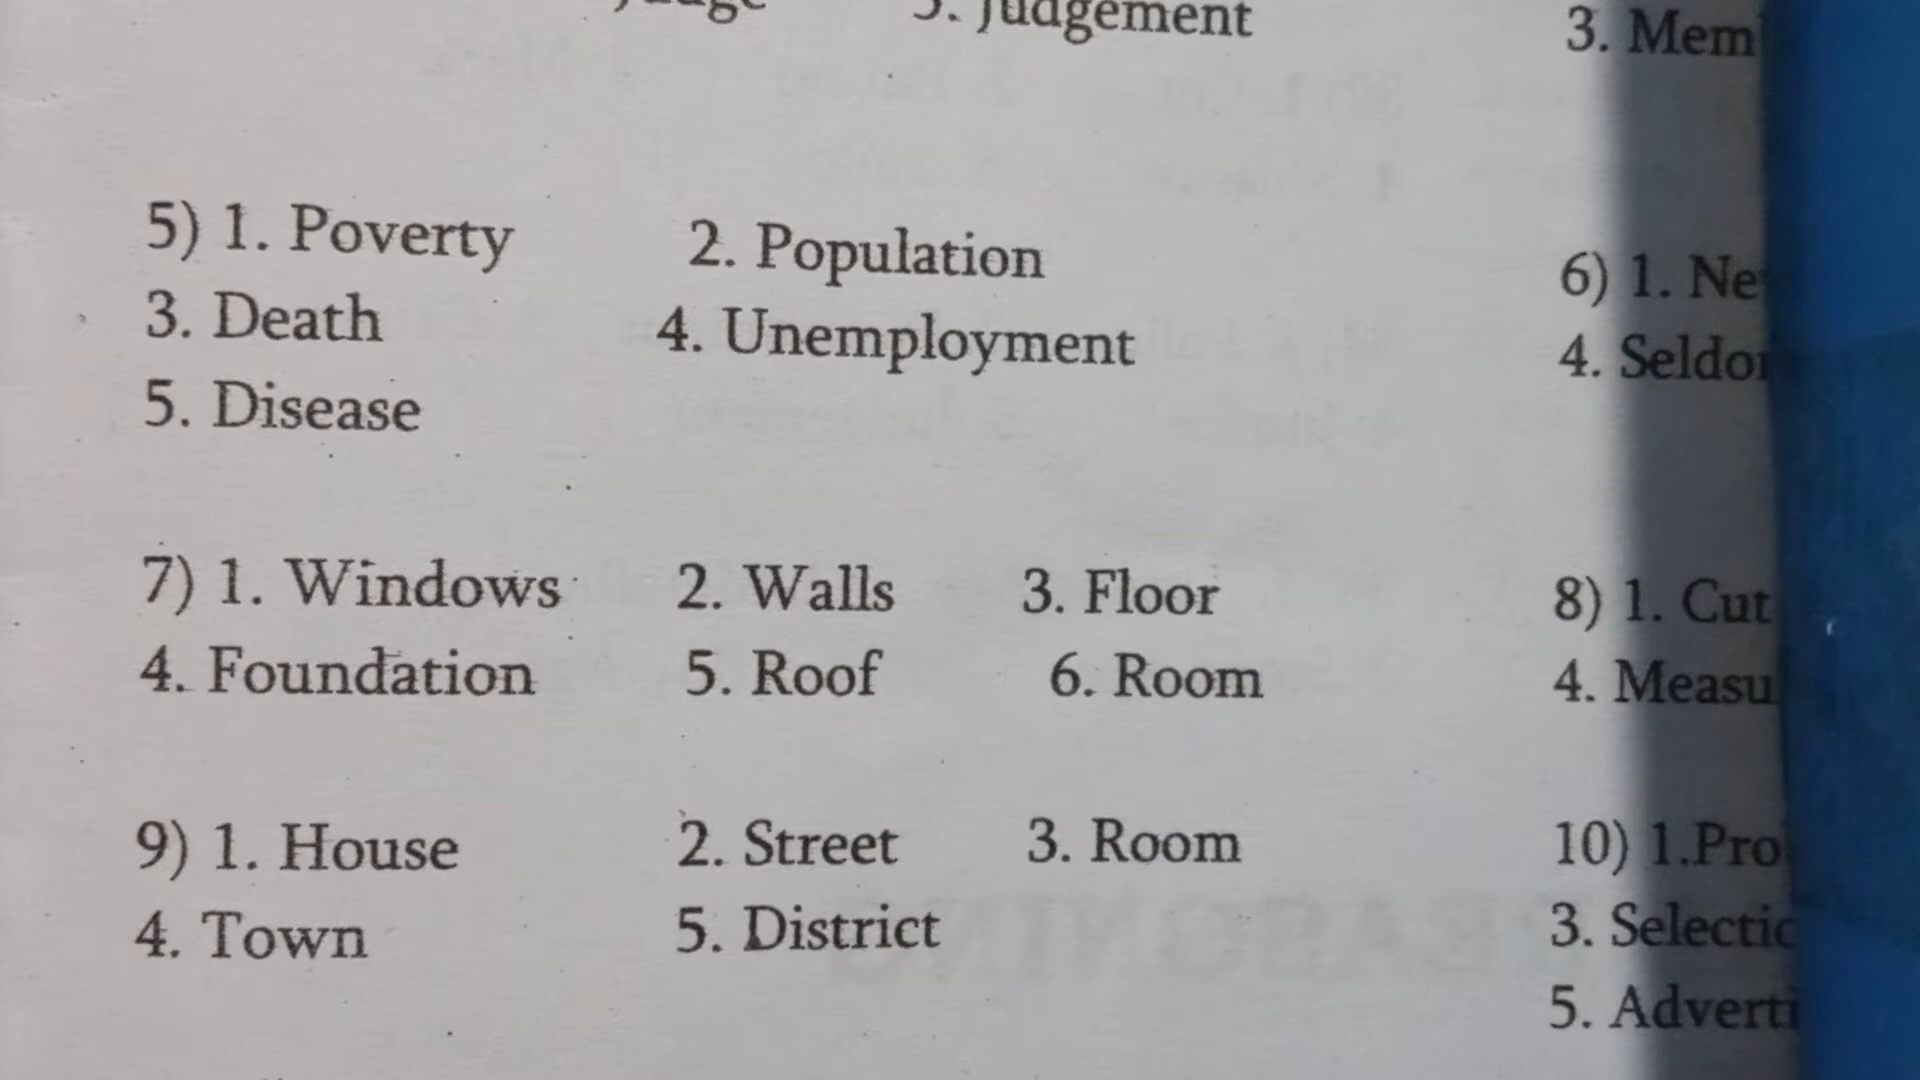 3. Judgement
3. Mem
5) 1. Poverty 2. Population
3. Death 4. Unemployment
5. Disease
6) 1. Ne
4. Seldo
7) 1. Windows 2. Walls 3. Floor
4. Foundation 5. Roof 6. Room
8) 1. Cut
4. Measu
9) 1. House 2. Street 3. Room
4. Town 5. District
10) 1.Pro
3. Selectic
5. Adverti